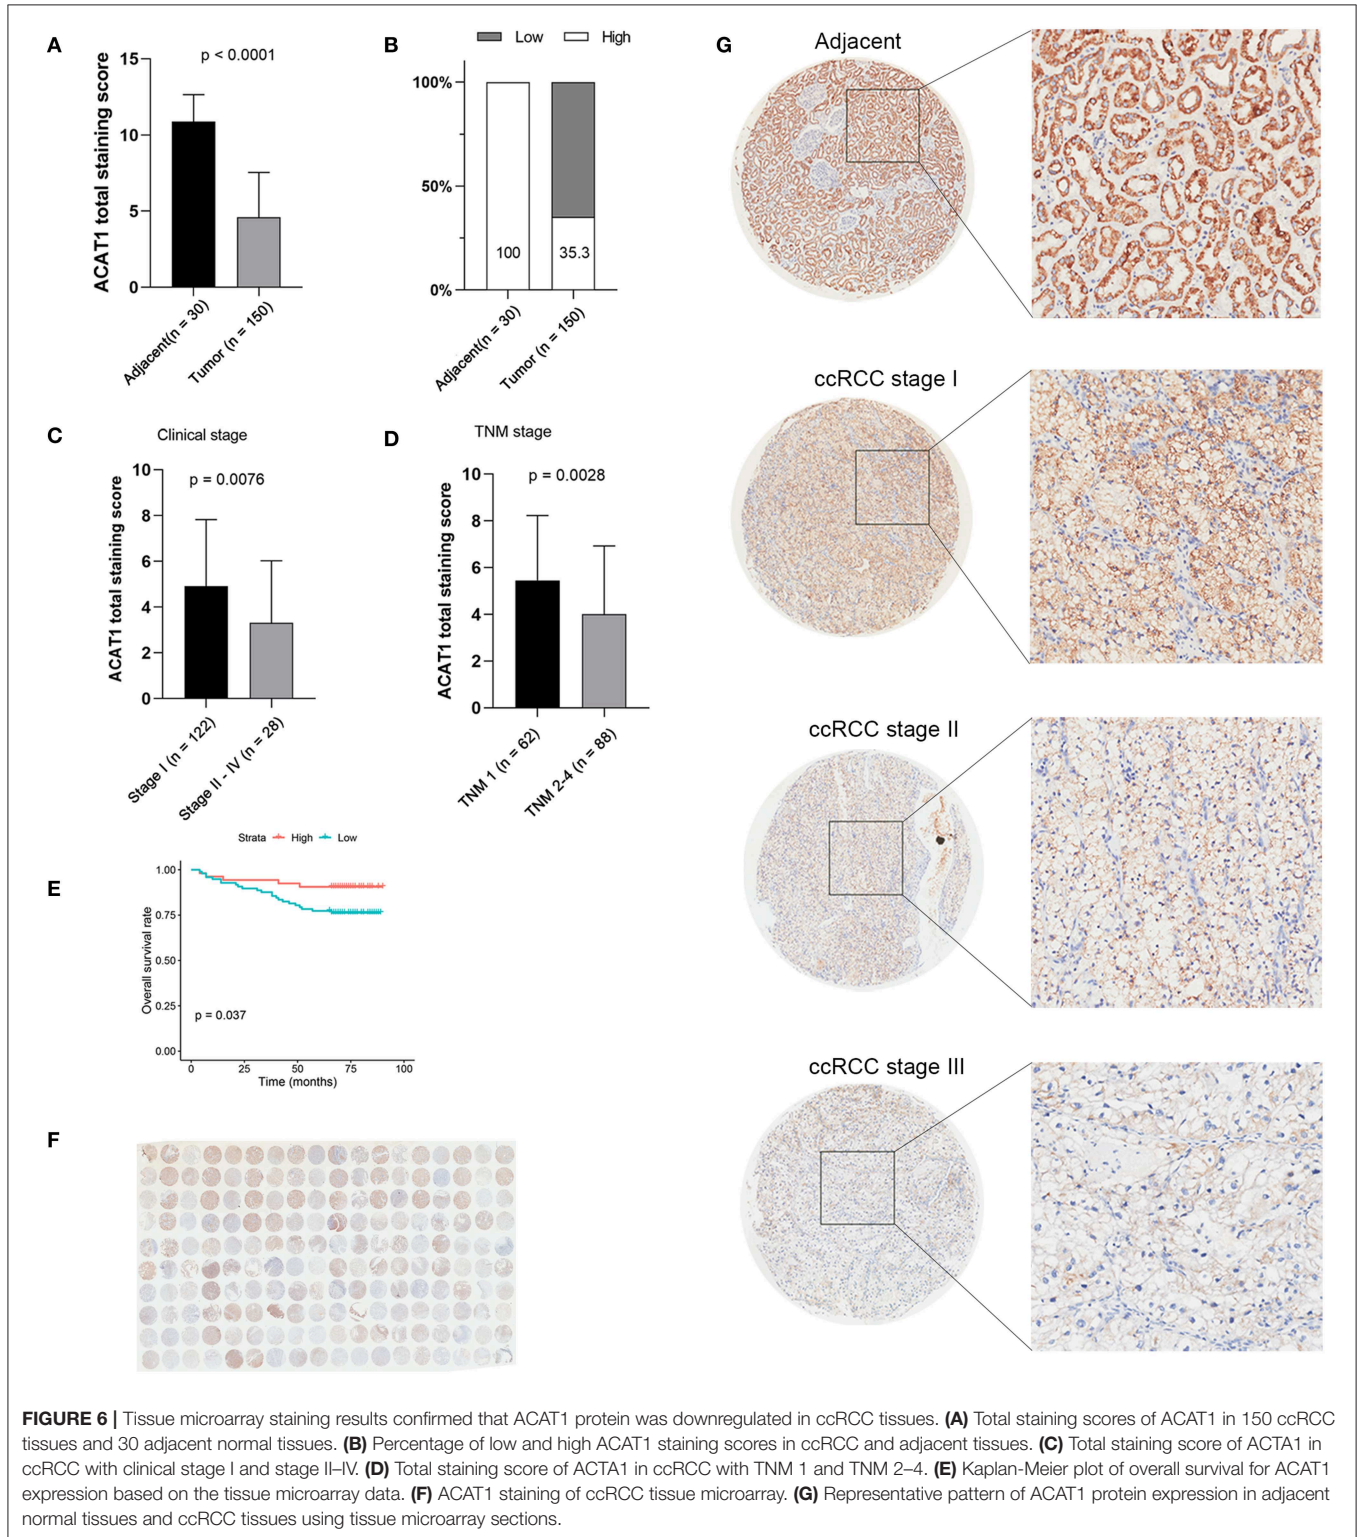 A
p < 0.0001
ACAT1 total staining score
15
10
5
0
Adjacent(n = 30)
Tumor (n = 150)
B
Low High
100%
50%
0%
100
35.3
Adjacent(n = 30)
Tumor (n = 150)
C
Clinical stage
p = 0.0076
ACAT1 total staining score
10
8
6
4
2
0
Stage I (n = 122)
Stage II - IV (n = 28)
D
TNM stage
p = 0.0028
ACAT1 total staining score
10
8
6
4
2
0
TNM 1 (n = 62)
TNM 2-4 (n = 88)
E
Strata High Low
Overall survival rate
1.00
0.75
0.50
0.25
0.00
p = 0.037
0 25 50 75 100
Time (months)
F
G
Adjacent
ccRCC stage I
ccRCC stage II
ccRCC stage III
FIGURE 6 | Tissue microarray staining results confirmed that ACAT1 protein was downregulated in ccRCC tissues. (A) Total staining scores of ACAT1 in 150 ccRCC
tissues and 30 adjacent normal tissues. (B) Percentage of low and high ACAT1 staining scores in ccRCC and adjacent tissues. (C) Total staining score of ACTA1 in
ccRCC with clinical stage I and stage II–IV. (D) Total staining score of ACTA1 in ccRCC with TNM 1 and TNM 2–4. (E) Kaplan-Meier plot of overall survival for ACAT1
expression based on the tissue microarray data. (F) ACAT1 staining of ccRCC tissue microarray. (G) Representative pattern of ACAT1 protein expression in adjacent
normal tissues and ccRCC tissues using tissue microarray sections.